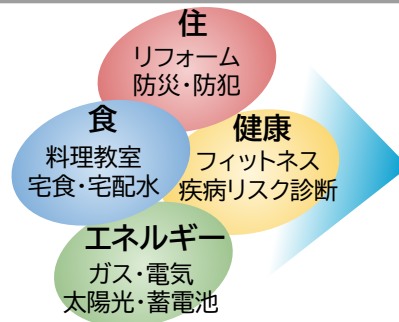 住
リフォーム
防災・防犯
食
料理教室
宅食・宅配水
健康
フィットネス
疾病リスク診断
エネルギー
ガス・電気
太陽光・蓄電池